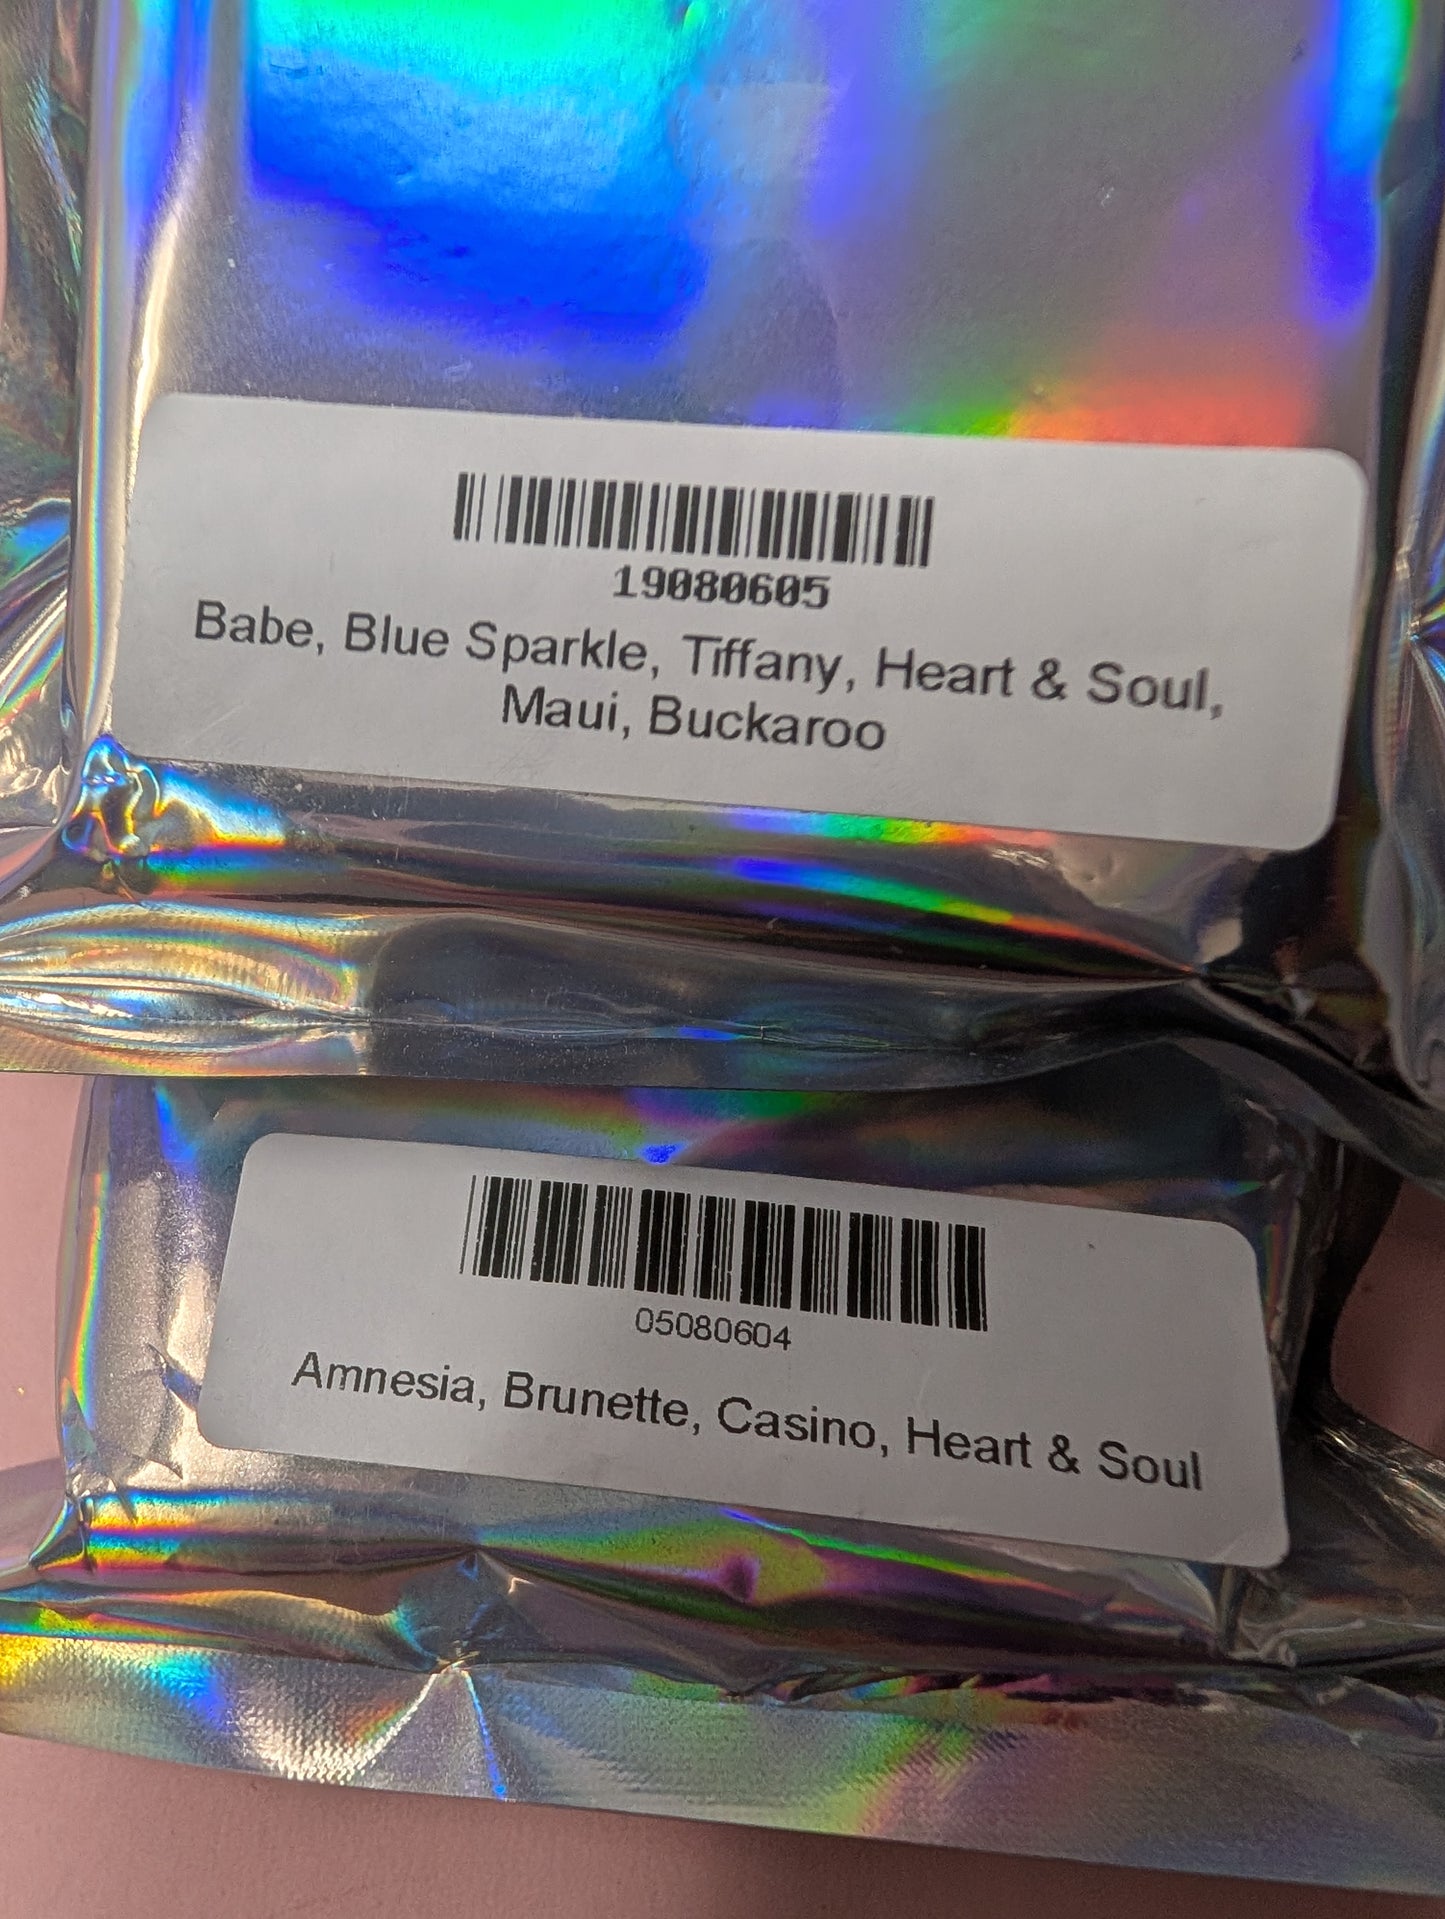 19080605
Babe, Blue Sparkle, Tiffany, Heart & Soul,
Maui, Buckaroo
05080604
Amnesia, Brunette, Casino, Heart & Soul